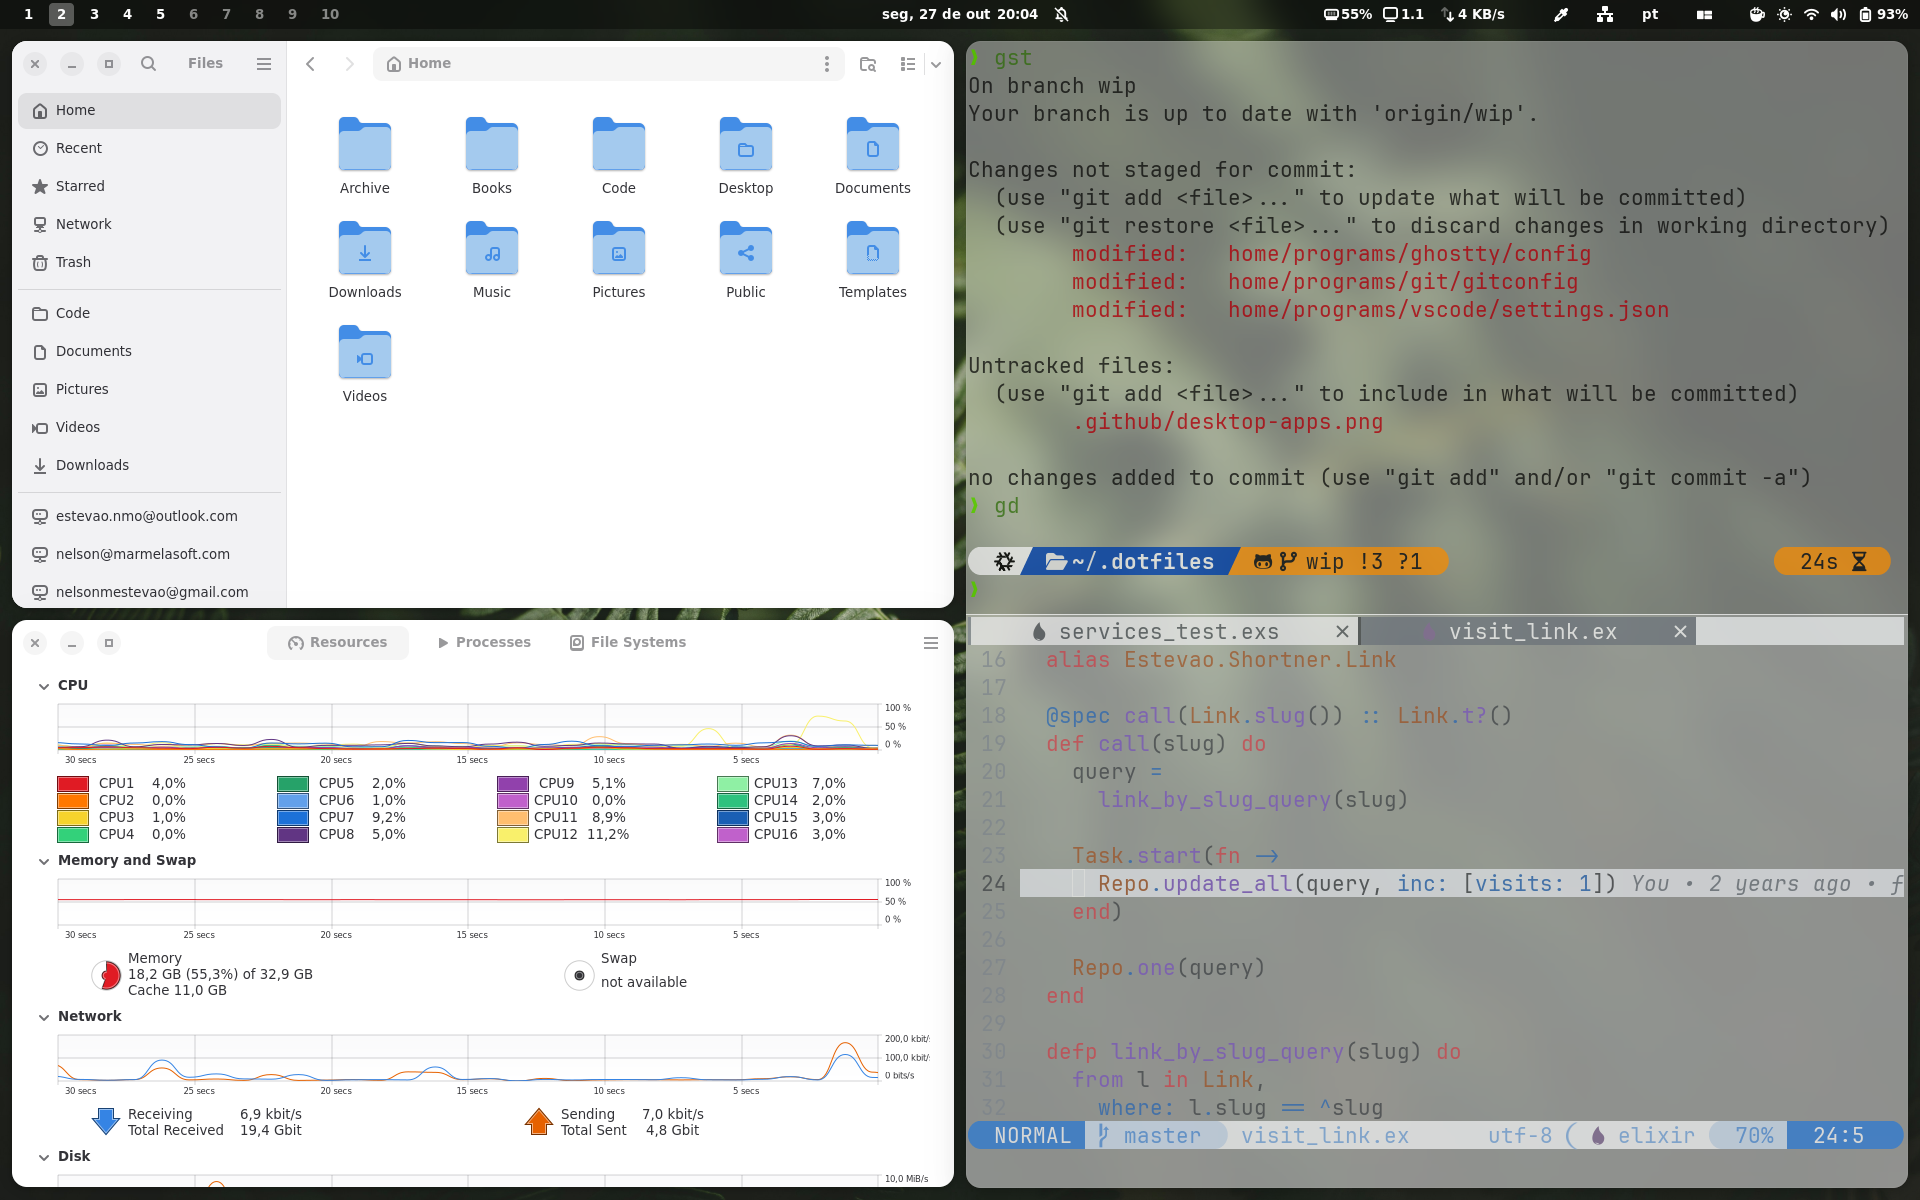 1 2 3 4 5 6 7 8 9 10
seg, 27 de out 20:04
55% 1.1 4 KB/s pt 93%
Files
Home
Recent
Starred
Network
Trash
Code
Documents
Pictures
Videos
Downloads
estevao.nmo@outlook.com
nelson@marmelasoft.com
nelsonmestevao@gmail.com
Home
Archive Books Code Desktop Documents
Downloads Music Pictures Public Templates
Videos
Resources Processes File Systems
CPU
100 %
50 %
0 %
30 secs 25 secs 20 secs 15 secs 10 secs 5 secs
CPU1 4,0% CPU5 2,0% CPU9 5,1% CPU13 7,0%
CPU2 0,0% CPU6 1,0% CPU10 0,0% CPU14 2,0%
CPU3 1,0% CPU7 9,2% CPU11 8,9% CPU15 3,0%
CPU4 0,0% CPU8 5,0% CPU12 11,2% CPU16 3,0%
Memory and Swap
100 %
50 %
0 %
30 secs 25 secs 20 secs 15 secs 10 secs 5 secs
Memory
18,2 GB (55,3%) of 32,9 GB
Cache 11,0 GB
Swap
not available
Network
200,0 kbit/
100,0 kbit/
0 bits/s
30 secs 25 secs 20 secs 15 secs 10 secs 5 secs
Receiving 6,9 kbit/s
Total Received 19,4 Gbit
Sending 7,0 kbit/s
Total Sent 4,8 Gbit
Disk
10,0 MiB/s
❯ gst
On branch wip
Your branch is up to date with 'origin/wip'.
Changes not staged for commit:
(use "git add <file>..." to update what will be committed)
(use "git restore <file>..." to discard changes in working directory)
modified: home/programs/ghostty/config
modified: home/programs/git/gitconfig
modified: home/programs/vscode/settings.json
Untracked files:
(use "git add <file>..." to include in what will be committed)
.github/desktop-apps.png
no changes added to commit (use "git add" and/or "git commit -a")
❯ gd
~/.dotfiles wip !3 ?1 24s
❯
services_test.exs visit_link.ex
16 alias Estevao.Shortner.Link
17
18 @spec call(Link.slug()) :: Link.t?()
19 def call(slug) do
20 query =
21 link_by_slug_query(slug)
22
23 Task.start(fn ->
24 Repo.update_all(query, inc: [visits: 1]) You • 2 years ago • f
25 end)
26
27 Repo.one(query)
28 end
29
30 defp link_by_slug_query(slug) do
31 from l in Link,
32 where: l.slug == ^slug
NORMAL master visit_link.ex utf-8 elixir 70% 24:5